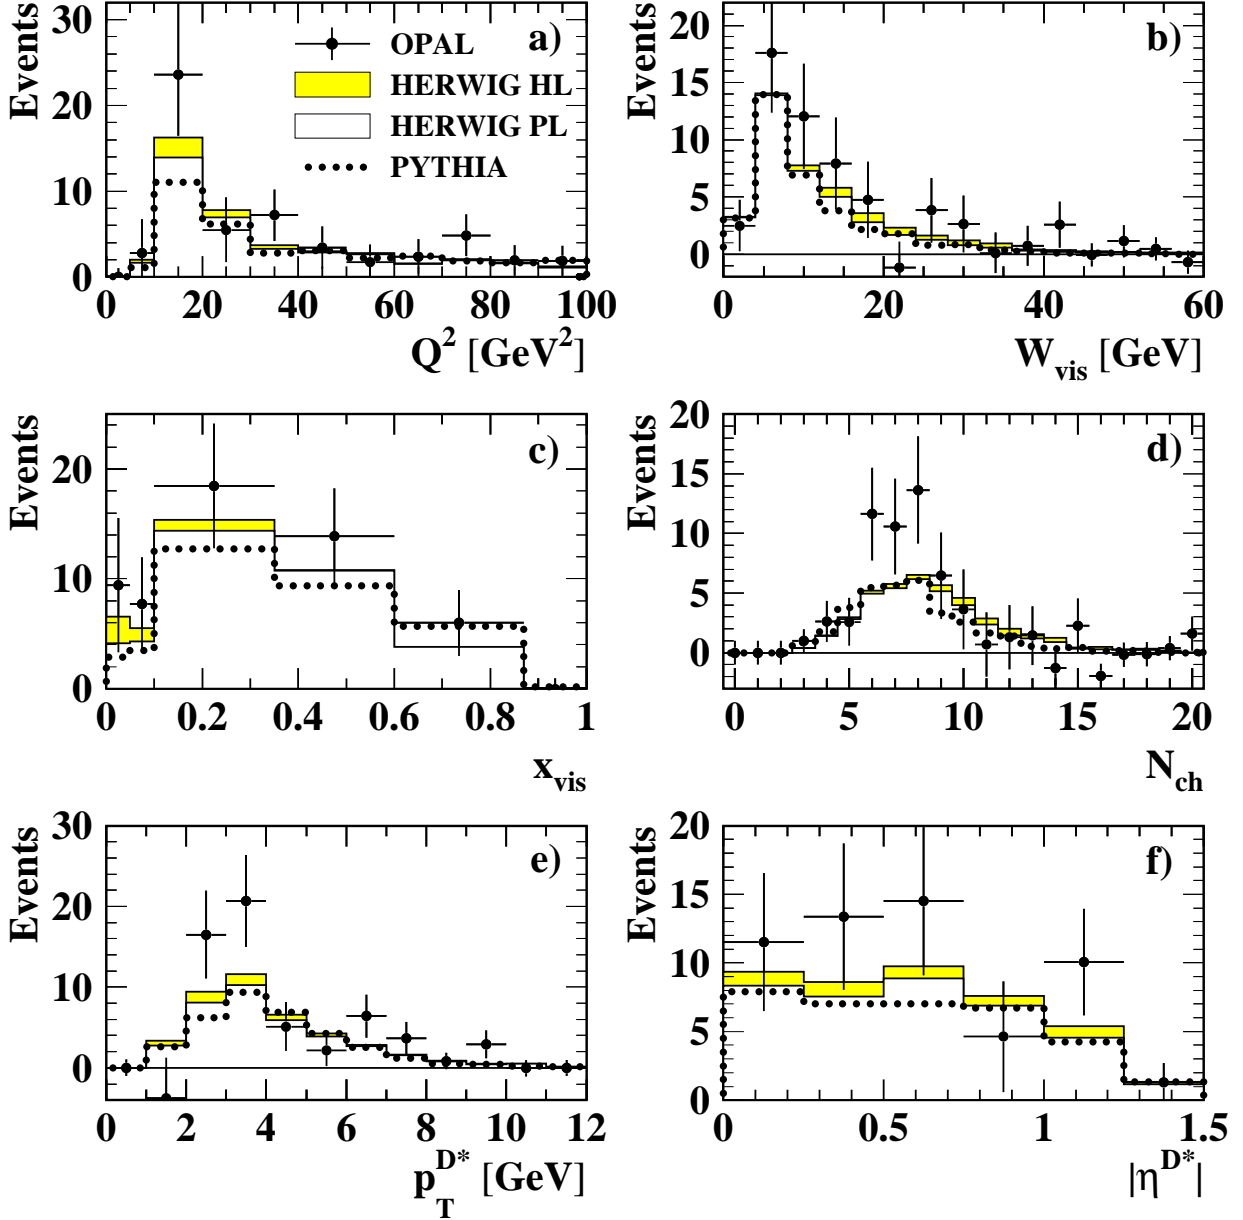 Events
30
20
10
0
0 20 40 60 80 100
Q² [GeV²]
a)
OPAL
HERWIG HL
HERWIG PL
PYTHIA
Events
20
15
10
5
0
0 20 40 60
W_vis [GeV]
b)
Events
20
10
0
0 0.2 0.4 0.6 0.8 1
x_vis
c)
Events
20
15
10
5
0
0 5 10 15 20
N_ch
d)
Events
30
20
10
0
0 2 4 6 8 10 12
p_T^D* [GeV]
e)
Events
20
15
10
5
0
0 0.5 1 1.5
|η^D*|
f)